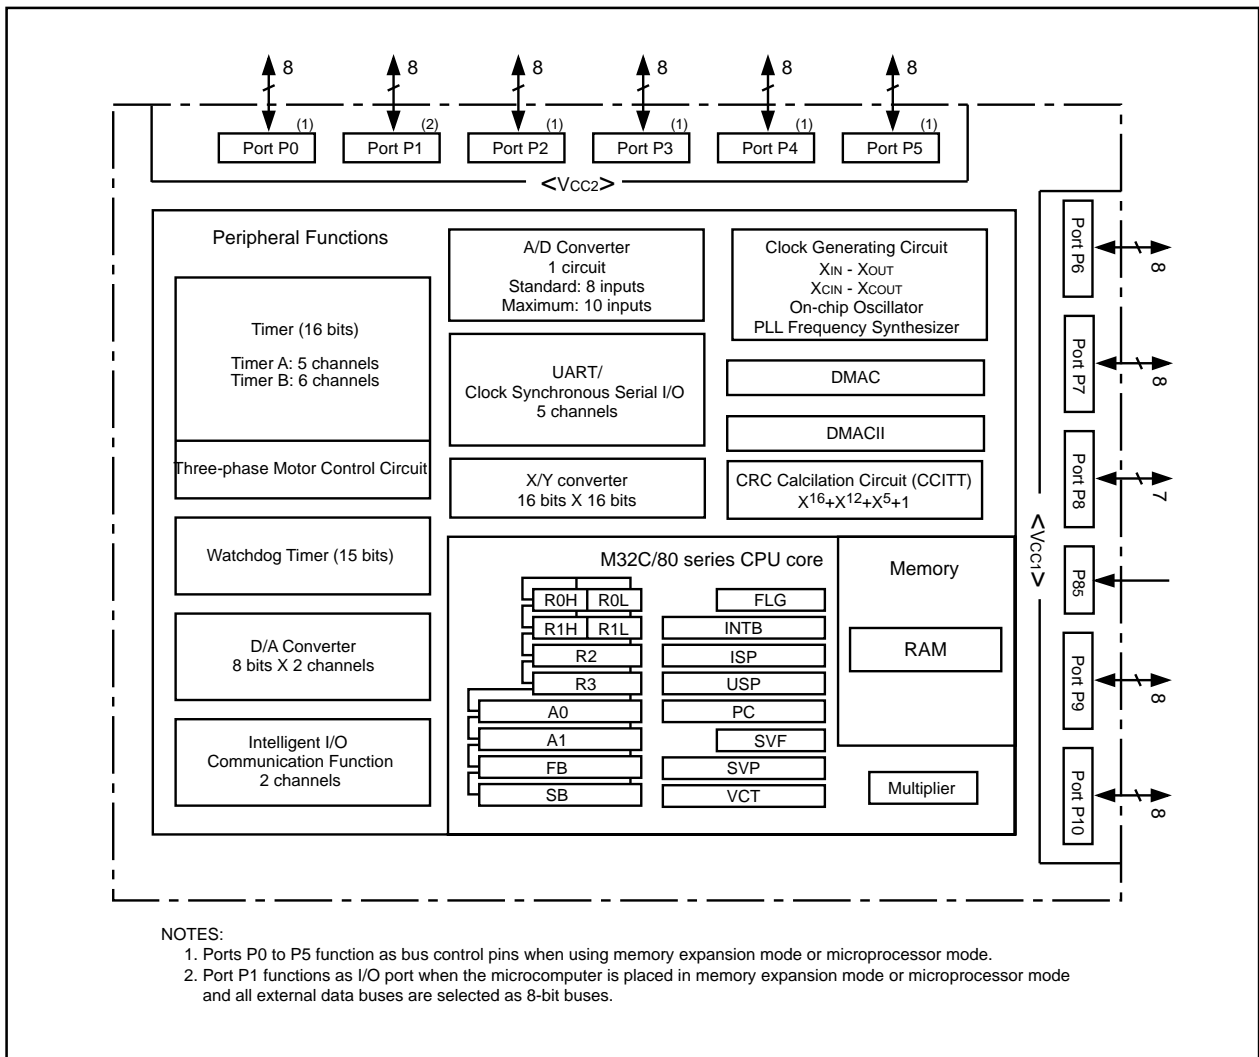 8 8 8 8 8 8
(1) (2) (1) (1) (1) (1)
Port P0 Port P1 Port P2 Port P3 Port P4 Port P5
<VCC2>
Peripheral Functions
Timer (16 bits)
Timer A: 5 channels
Timer B: 6 channels
Three-phase Motor Control Circuit
Watchdog Timer (15 bits)
D/A Converter
8 bits X 2 channels
Intelligent I/O
Communication Function
2 channels
A/D Converter
1 circuit
Standard: 8 inputs
Maximum: 10 inputs
UART/
Clock Synchronous Serial I/O
5 channels
X/Y converter
16 bits X 16 bits
Clock Generating Circuit
XIN - XOUT
XCIN - XCOUT
On-chip Oscillator
PLL Frequency Synthesizer
DMAC
DMACII
CRC Calcilation Circuit (CCITT)
X16+X12+X5+1
M32C/80 series CPU core
R0H R0L
R1H R1L
R2
R3
A0
A1
FB
SB
FLG
INTB
ISP
USP
PC
SVF
SVP
VCT
Memory
RAM
Multiplier
<VCC1>
Port P6
8
Port P7
8
Port P8
7
P85
Port P9
8
Port P10
8
NOTES:
1. Ports P0 to P5 function as bus control pins when using memory expansion mode or microprocessor mode.
2. Port P1 functions as I/O port when the microcomputer is placed in memory expansion mode or microprocessor mode
and all external data buses are selected as 8-bit buses.